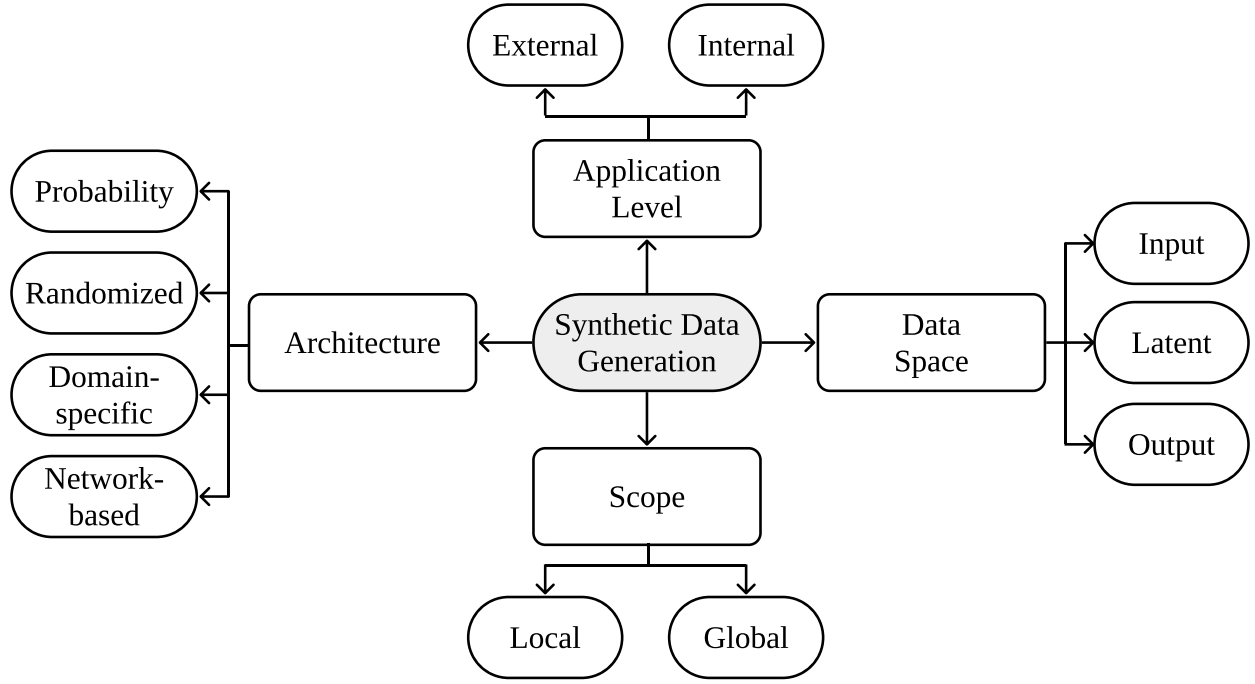 External
Internal
Application
Level
Probability
Randomized
Domain-
specific
Network-
based
Architecture
Synthetic Data
Generation
Data
Space
Input
Latent
Output
Scope
Local
Global